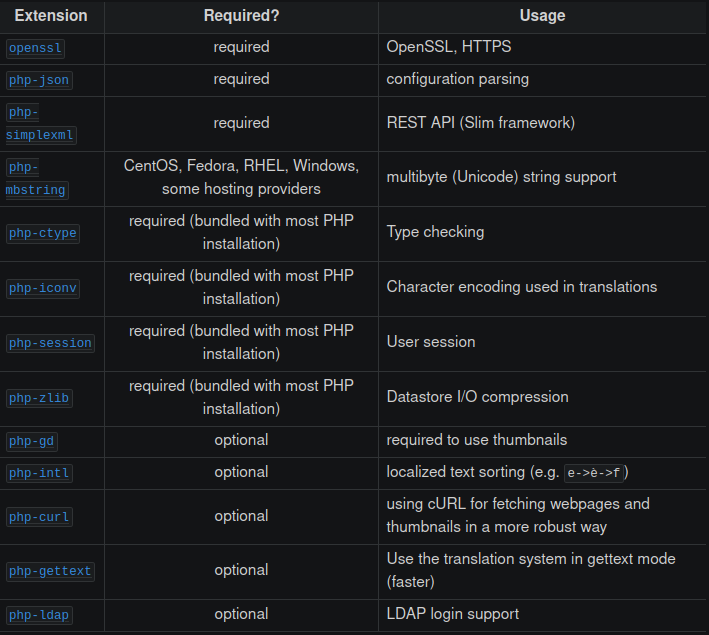 Extension Required? Usage
openssl required OpenSSL, HTTPS
php-json required configuration parsing
php-
simplexml required REST API (Slim framework)
php-
mbstring CentOS, Fedora, RHEL, Windows,
some hosting providers multibyte (Unicode) string support
php-ctype required (bundled with most PHP
installation) Type checking
php-iconv required (bundled with most PHP
installation) Character encoding used in translations
php-session required (bundled with most PHP
installation) User session
php-zlib required (bundled with most PHP
installation) Datastore I/O compression
php-gd optional required to use thumbnails
php-intl optional localized text sorting (e.g. e->è->f)
php-curl optional using cURL for fetching webpages and
thumbnails in a more robust way
php-gettext optional Use the translation system in gettext mode
(faster)
php-ldap optional LDAP login support